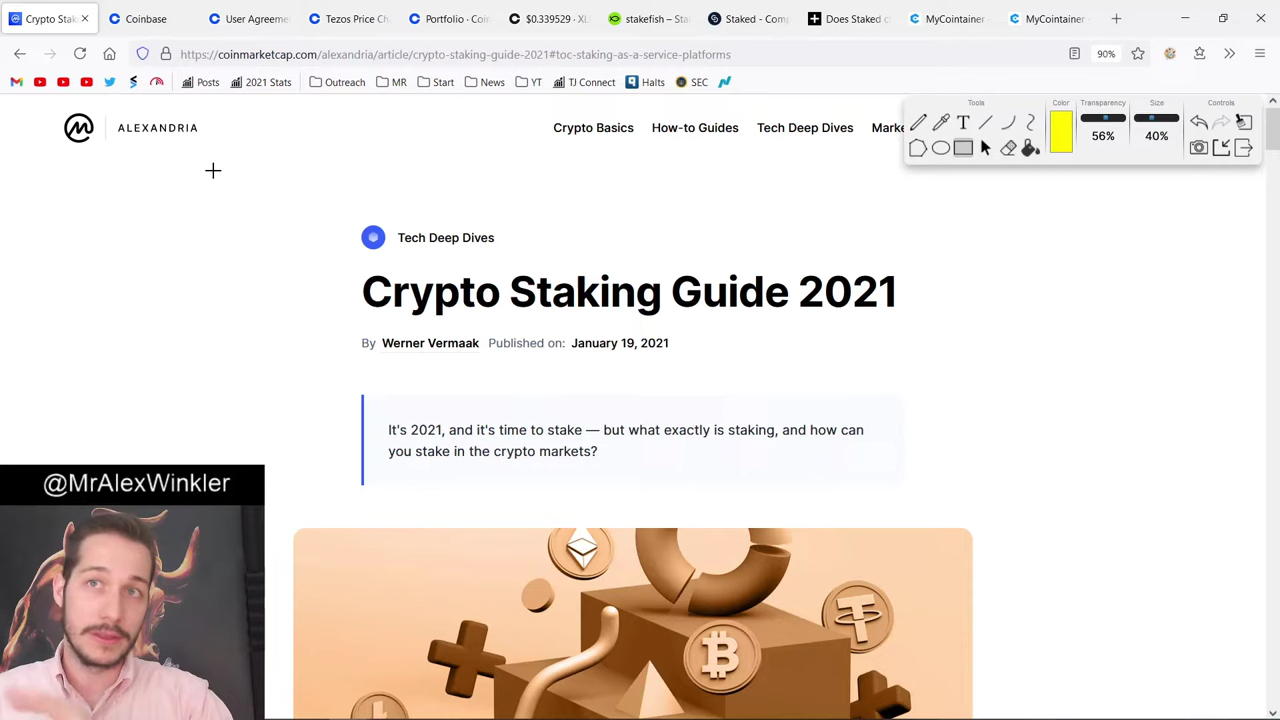 Crypto Sta
Coinbase
User Agreeme
Tezos Price Ch
Portfolio - Coin
$0.339529 - XL
stakefish – Sta
Staked - Comp
Does Staked c
MyCointainer
MyCointainer
https://coinmarketcap.com/alexandria/article/crypto-staking-guide-2021#toc-staking-as-a-service-platforms
90%
Posts
2021 Stats
Outreach
MR
Start
News
YT
TJ Connect
Halts
SEC
ALEXANDRIA
Crypto Basics
How-to Guides
Tech Deep Dives
Marke
Tools
Color
Transparency
Size
Controls
T
56%
40%
Tech Deep Dives
Crypto Staking Guide 2021
By Werner Vermaak Published on: January 19, 2021
It's 2021, and it's time to stake — but what exactly is staking, and how can
you stake in the crypto markets?
@MrAlexWinkler